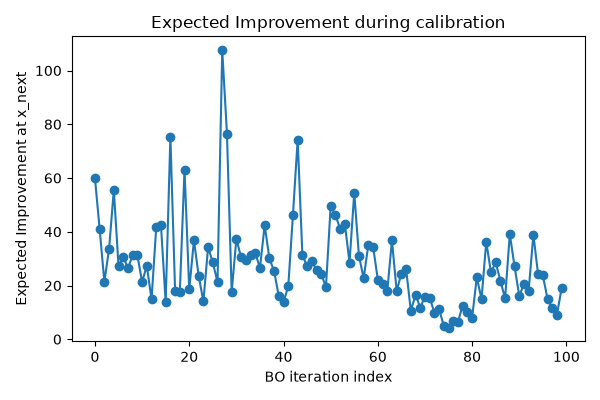 Expected Improvement during calibration
Expected Improvement at x_next
100
80
60
40
20
0
0 20 40 60 80 100
BO iteration index